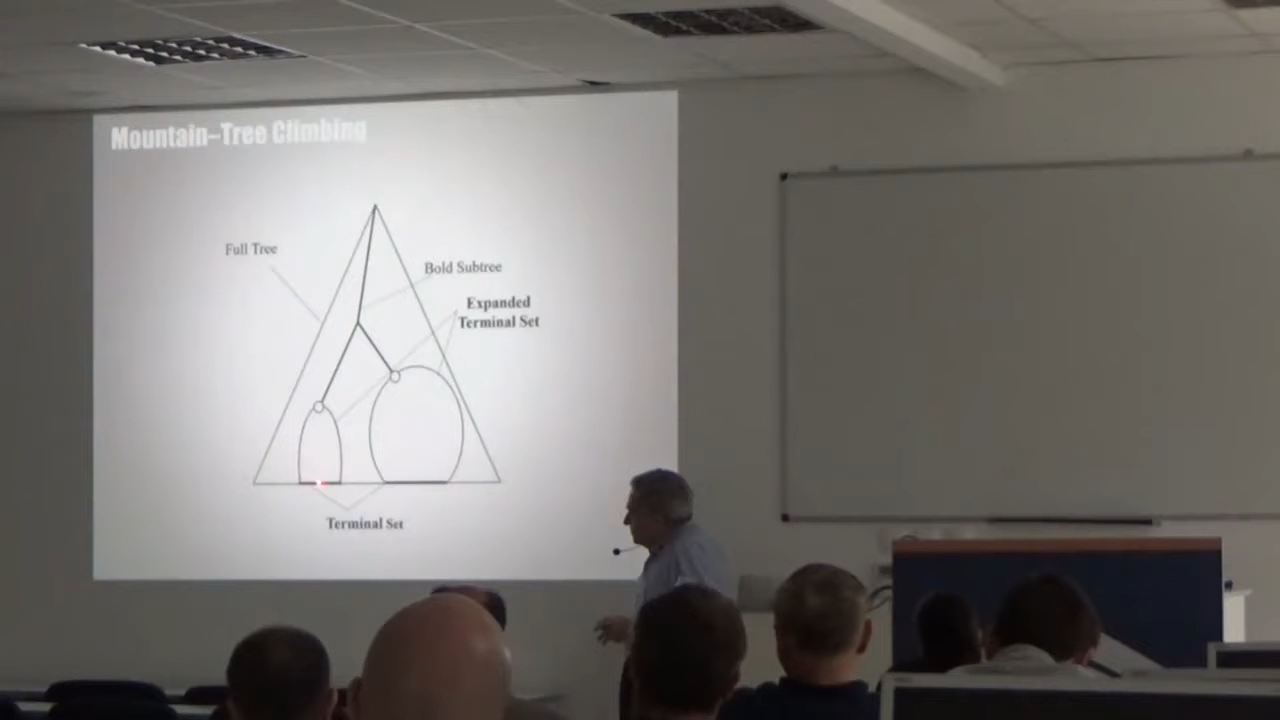 Mountain–Tree Climbing
Full Tree
Bold Subtree
Expanded
Terminal Set
Terminal Set